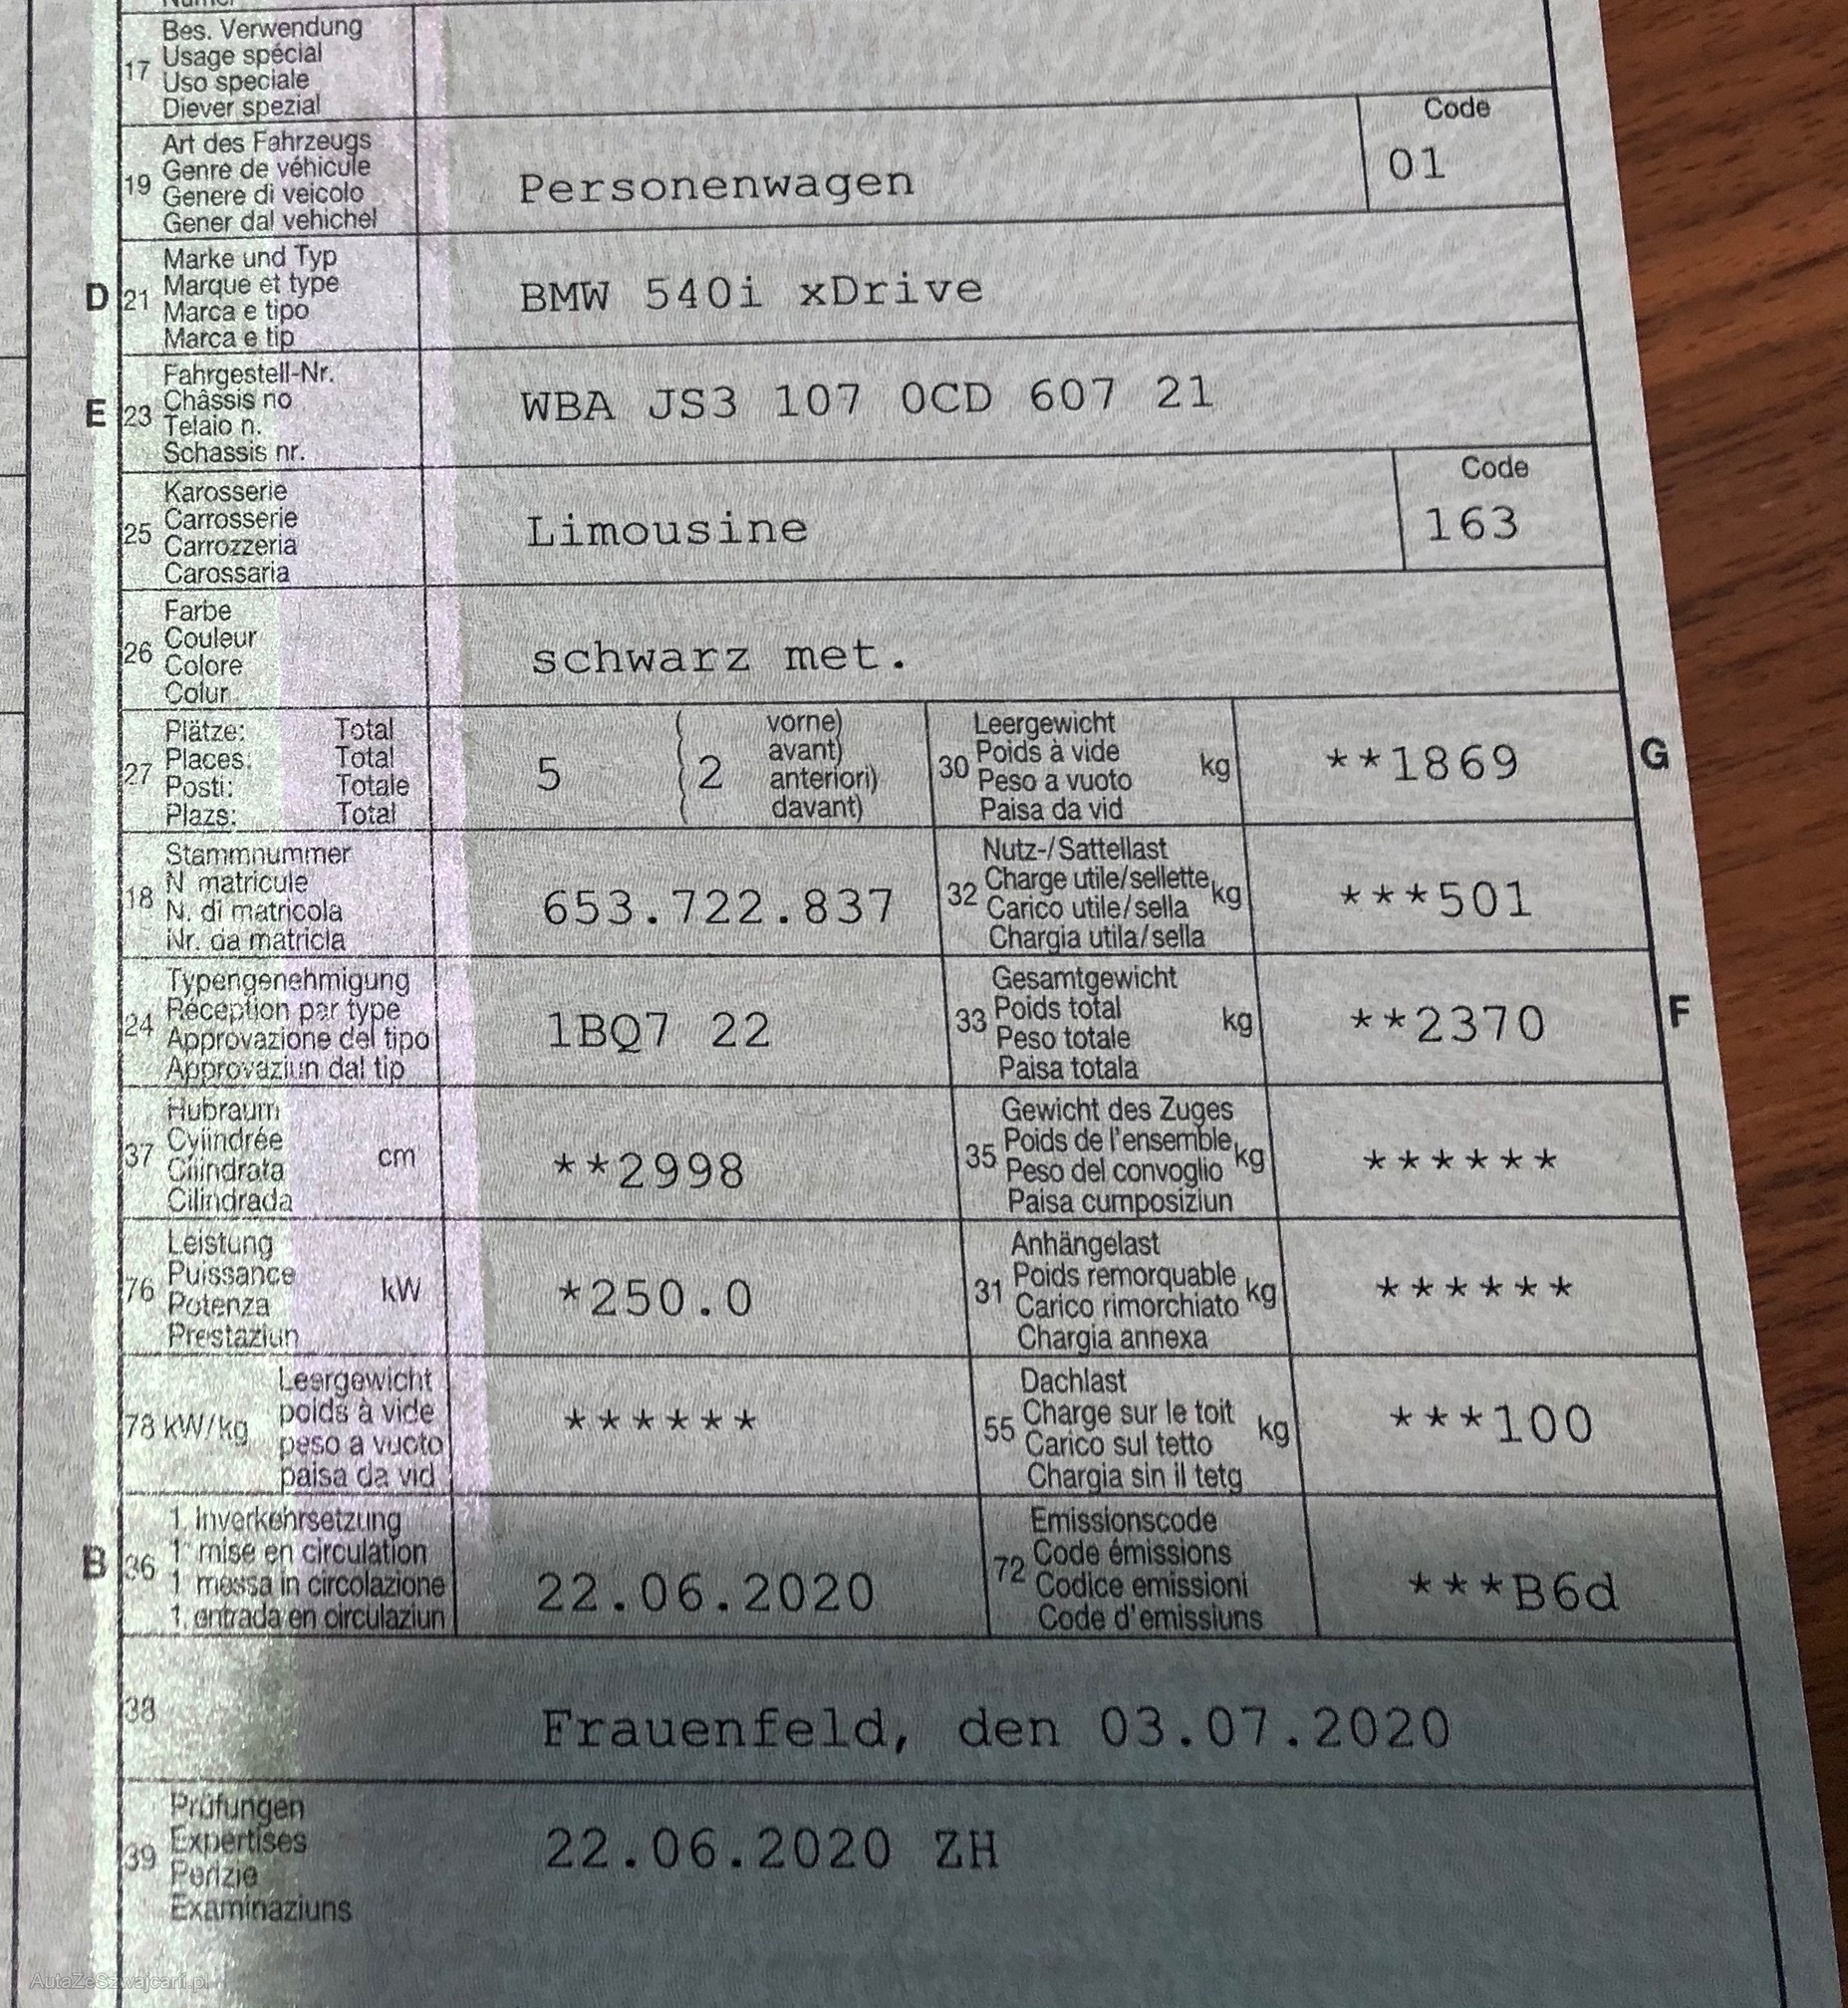 Bes. Verwendung
17 Usage spécial
Uso speciale
Diever spezial
Code
Art des Fahrzeugs
Genre de véhicule
19 Genere di veicolo
Gener dal vehichel
Personenwagen
01
Marke und Typ
D 21 Marque et type
Marca e tipo
Marca e tip
BMW 540i xDrive
Fahrgestell-Nr.
E 23 Châssis no
Telaio n.
Schassis nr.
WBA JS3 107 0CD 607 21
Code
Karosserie
25 Carrosserie
Carrozzeria
Carossaria
Limousine
163
Farbe
26 Couleur
Colore
Colur
schwarz met.
Plätze: Total
27 Places: Total
Posti: Totale
Plazs: Total
5 2
vorne)
avant)
anteriori)
davant)
Leergewicht
30 Poids à vide kg
Peso a vuoto
Paisa da vid
**1869
G
Stammnummer
18 N matricule
N. di matricola
Nr. da matricla
653.722.837
Nutz-/Sattellast
32 Charge utile/sellette kg
Carico utile/sella
Chargia utila/sella
***501
Typengenehmigung
24 Réception par type
Approvazione del tipo
Approvaziun dal tip
1BQ7 22
Gesamtgewicht
33 Poids total kg
Peso totale
Paisa totala
**2370
F
Hubraum
37 Cylindrée cm
Cilindrata
Cilindrada
**2998
Gewicht des Zuges
35 Poids de l'ensemble kg
Peso del convoglio
Paisa cumposiziun
******
Leistung
76 Puissance kW
Potenza
Prestaziun
*250.0
Anhängelast
31 Poids remorquable kg
Carico rimorchiato
Chargia annexa
******
Leergewicht
78 kW/kg poids à vide
peso a vuoto
paisa da vid
******
Dachlast
55 Charge sur le toit kg
Carico sul tetto
Chargia sin il tetg
***100
1. Inverkehrsetzung
B 36 1 mise en circulation
1 messa in circolazione
1. entrada en circulaziun
22.06.2020
Emissionscode
72 Code émissions
Codice emissioni
Code d'emissiuns
***B6d
38 Frauenfeld, den 03.07.2020
Prüfungen
39 Expertises
Perizie
Examinaziuns
22.06.2020 ZH
AutaZeSzwajcarii.pl